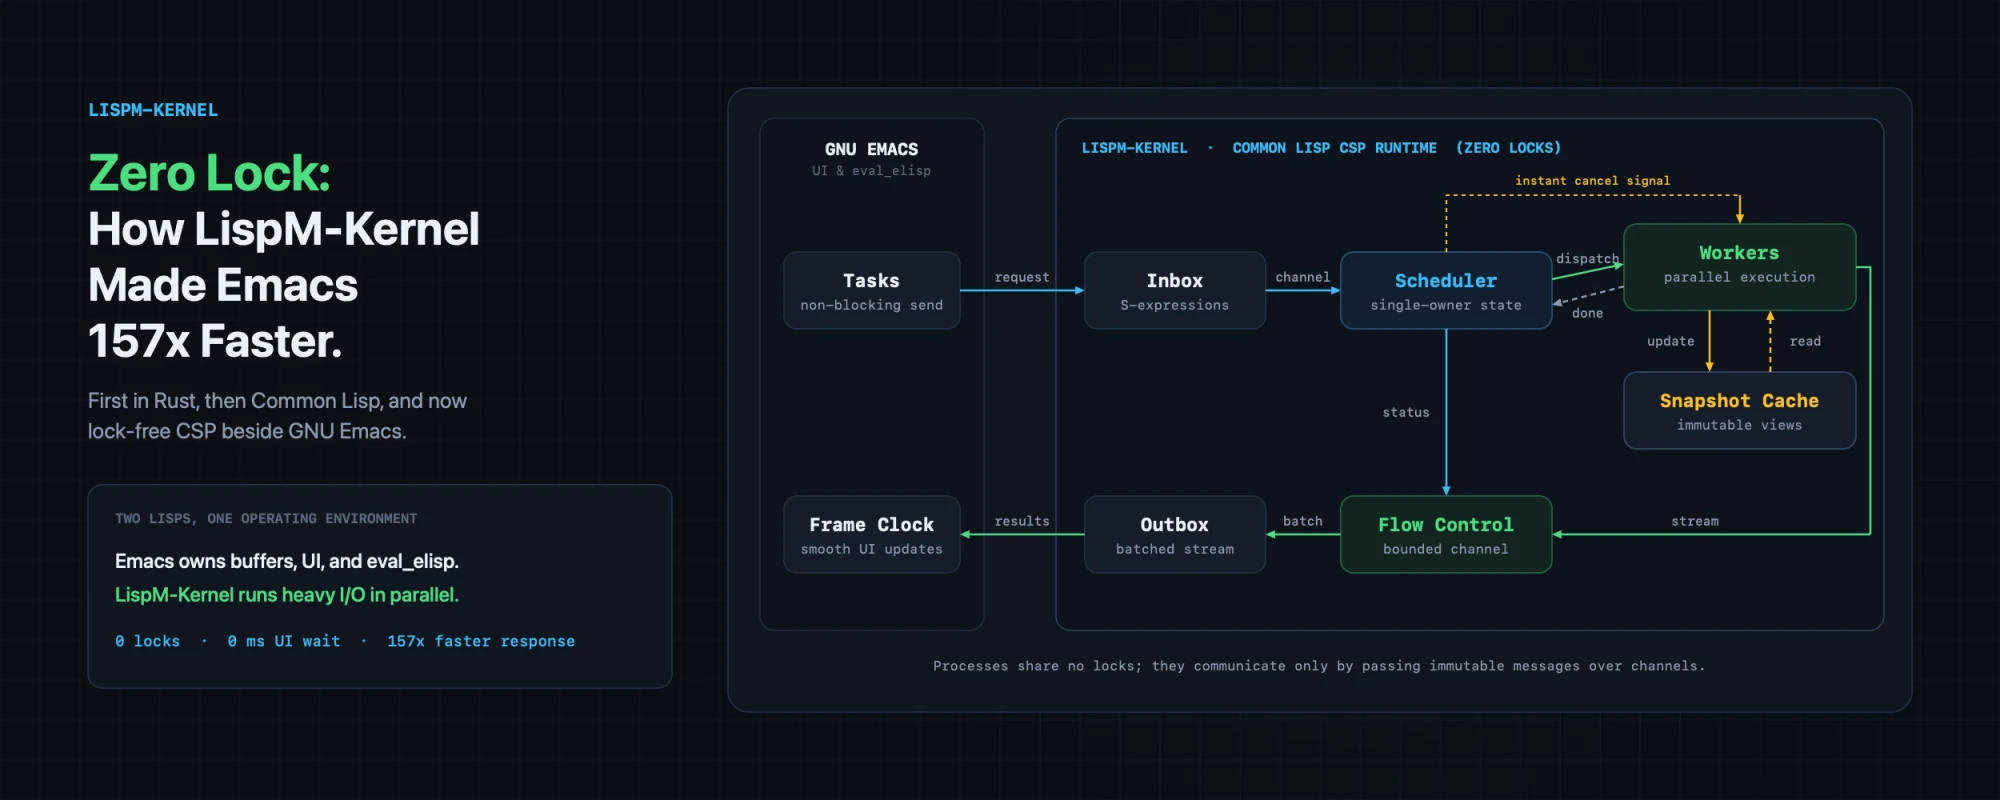 LISPM-KERNEL
Zero Lock:
How LispM-Kernel
Made Emacs
157x Faster.
First in Rust, then Common Lisp, and now
lock-free CSP beside GNU Emacs.
TWO LISPS, ONE OPERATING ENVIRONMENT
Emacs owns buffers, UI, and eval_elisp.
LispM-Kernel runs heavy I/O in parallel.
0 locks · 0 ms UI wait · 157x faster response
GNU EMACS
UI & eval_elisp
LISPM-KERNEL · COMMON LISP CSP RUNTIME (ZERO LOCKS)
instant cancel signal
Tasks
non-blocking send
request
Inbox
S-expressions
channel
Scheduler
single-owner state
dispatch
done
Workers
parallel execution
update
read
Snapshot Cache
immutable views
status
Frame Clock
smooth UI updates
results
Outbox
batched stream
batch
Flow Control
bounded channel
stream
Processes share no locks; they communicate only by passing immutable messages over channels.